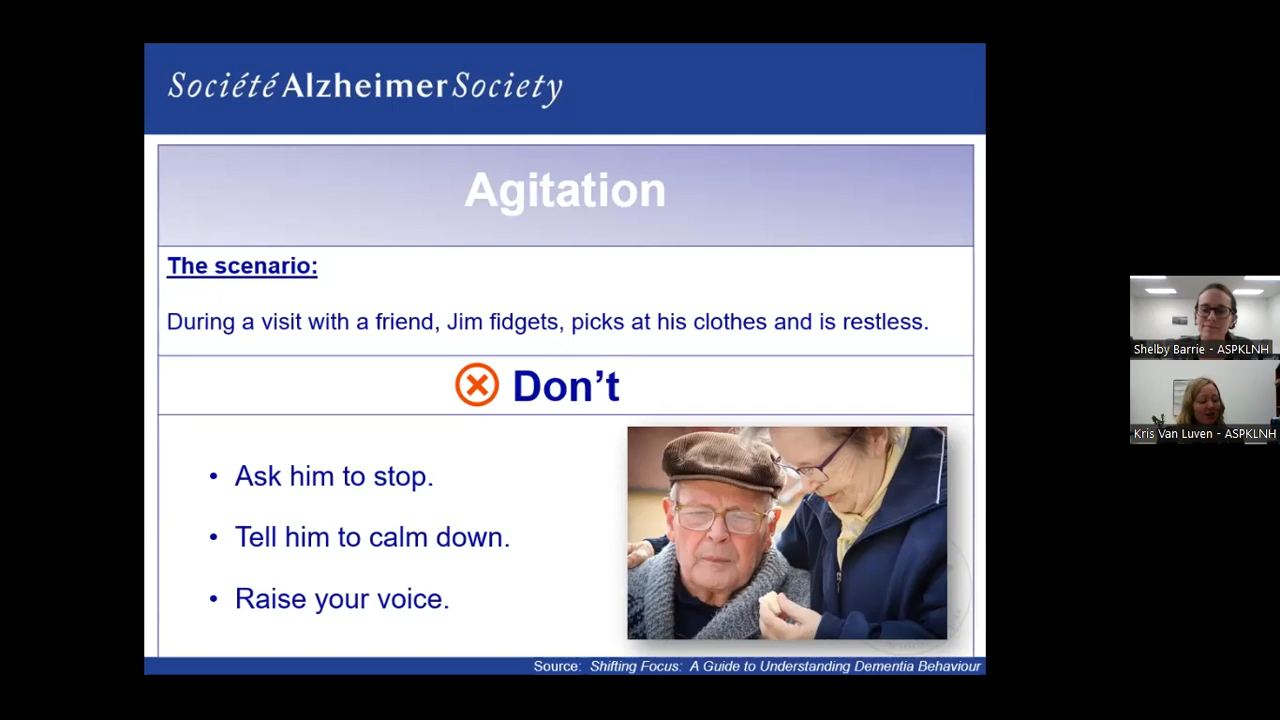 Société Alzheimer Society
Agitation
The scenario:
During a visit with a friend, Jim fidgets, picks at his clothes and is restless.
Don't
• Ask him to stop.
• Tell him to calm down.
• Raise your voice.
Source: Shifting Focus: A Guide to Understanding Dementia Behaviour
Shelby Barrie - ASPKLNH
Kris Van Luven - ASPKLNH